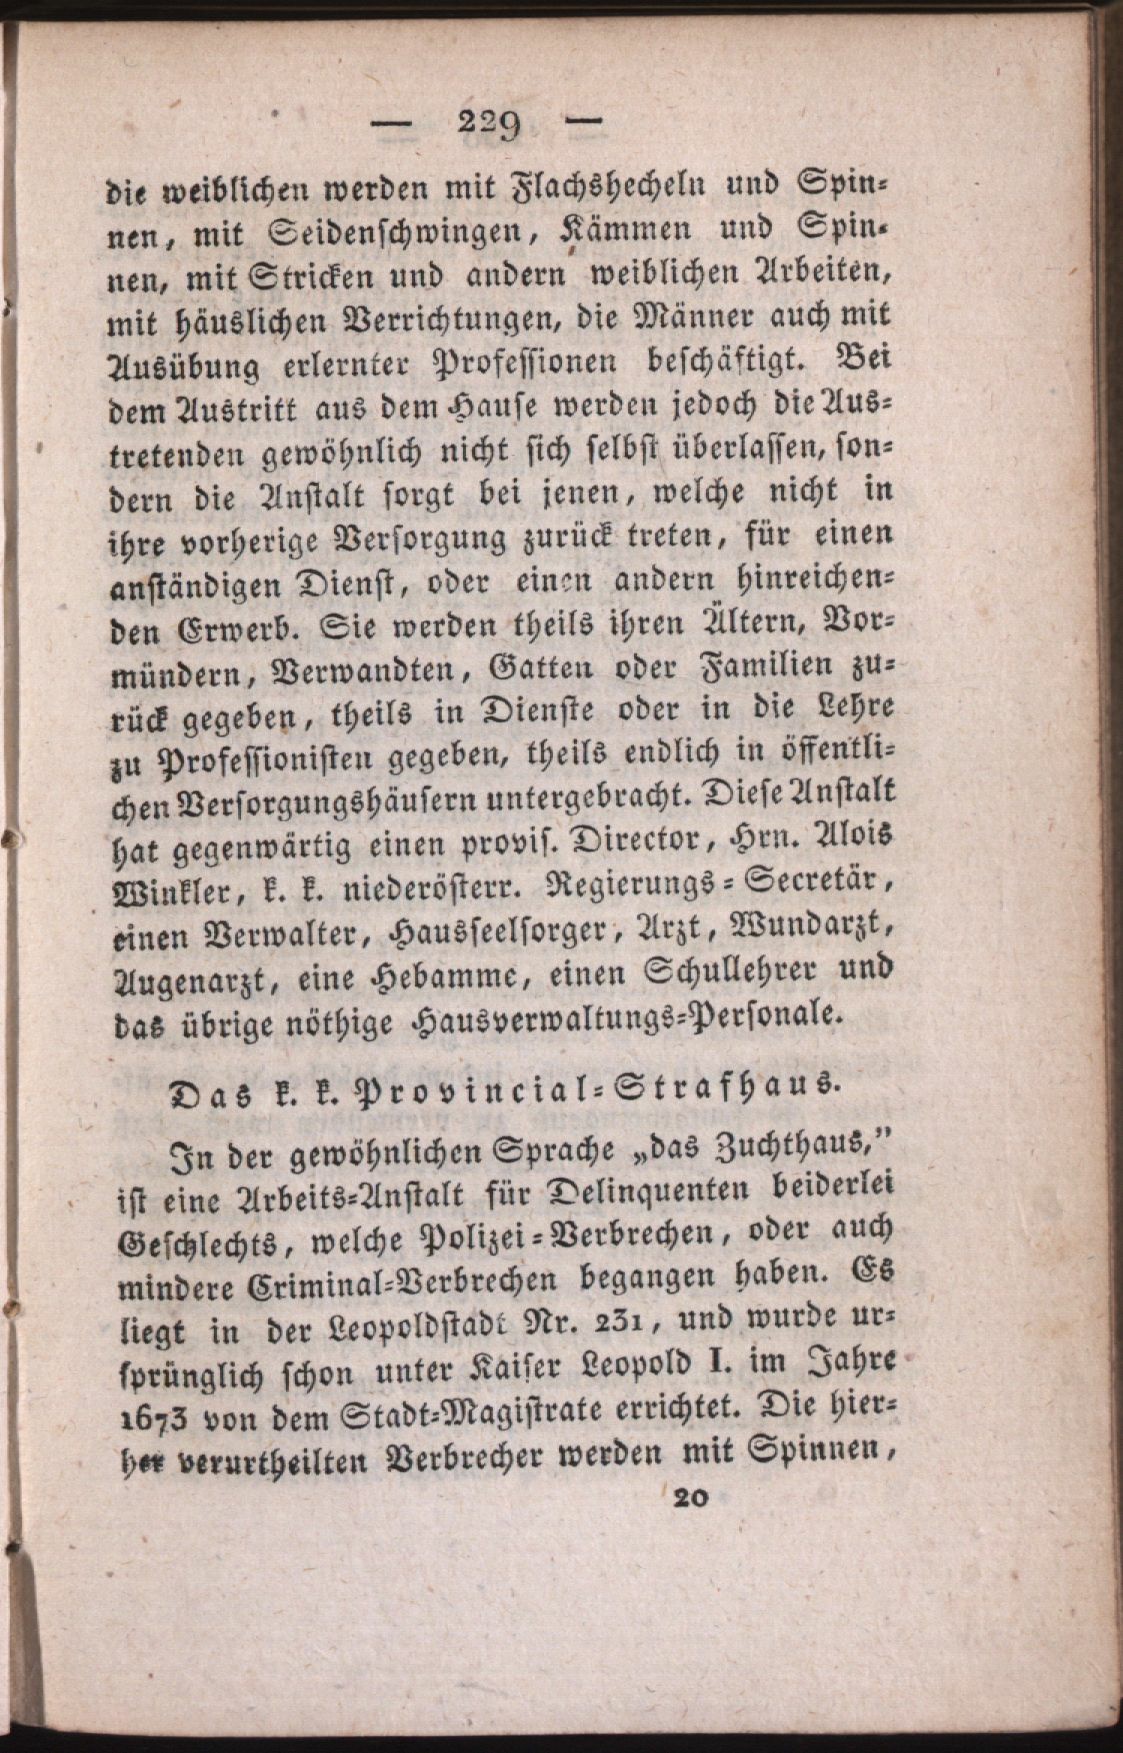 — 229 —
die weiblichen werden mit Flachshecheln und Spin-
nen, mit Seidenschwingen, Kämmen und Spin-
nen, mit Stricken und andern weiblichen Arbeiten,
mit häuslichen Verrichtungen, die Männer auch mit
Ausübung erlernter Professionen beschäftigt. Bei
dem Austritt aus dem Hause werden jedoch die Aus-
tretenden gewöhnlich nicht sich selbst überlassen, son-
dern die Anstalt sorgt bei jenen, welche nicht in
ihre vorherige Versorgung zurück treten, für einen
anständigen Dienst, oder einen andern hinreichen-
den Erwerb. Sie werden theils ihren Ältern, Vor-
mündern, Verwandten, Gatten oder Familien zu-
rück gegeben, theils in Dienste oder in die Lehre
zu Professionisten gegeben, theils endlich in öffentli-
chen Versorgungshäusern untergebracht. Diese Anstalt
hat gegenwärtig einen provis. Director, Hrn. Alois
Winkler, k. k. niederösterr. Regierungs-Secretär,
einen Verwalter, Hausseelsorger, Arzt, Wundarzt,
Augenarzt, eine Hebamme, einen Schullehrer und
das übrige nöthige Hausverwaltungs-Personale.
Das k. k. Provincial-Strafhaus.
In der gewöhnlichen Sprache „das Zuchthaus,”
ist eine Arbeits-Anstalt für Delinquenten beiderlei
Geschlechts, welche Polizei-Verbrechen, oder auch
mindere Criminal-Verbrechen begangen haben. Es
liegt in der Leopoldstadt Nr. 231, und wurde ur-
sprünglich schon unter Kaiser Leopold I. im Jahre
1673 von dem Stadt-Magistrate errichtet. Die hier-
her verurtheilten Verbrecher werden mit Spinnen,
20